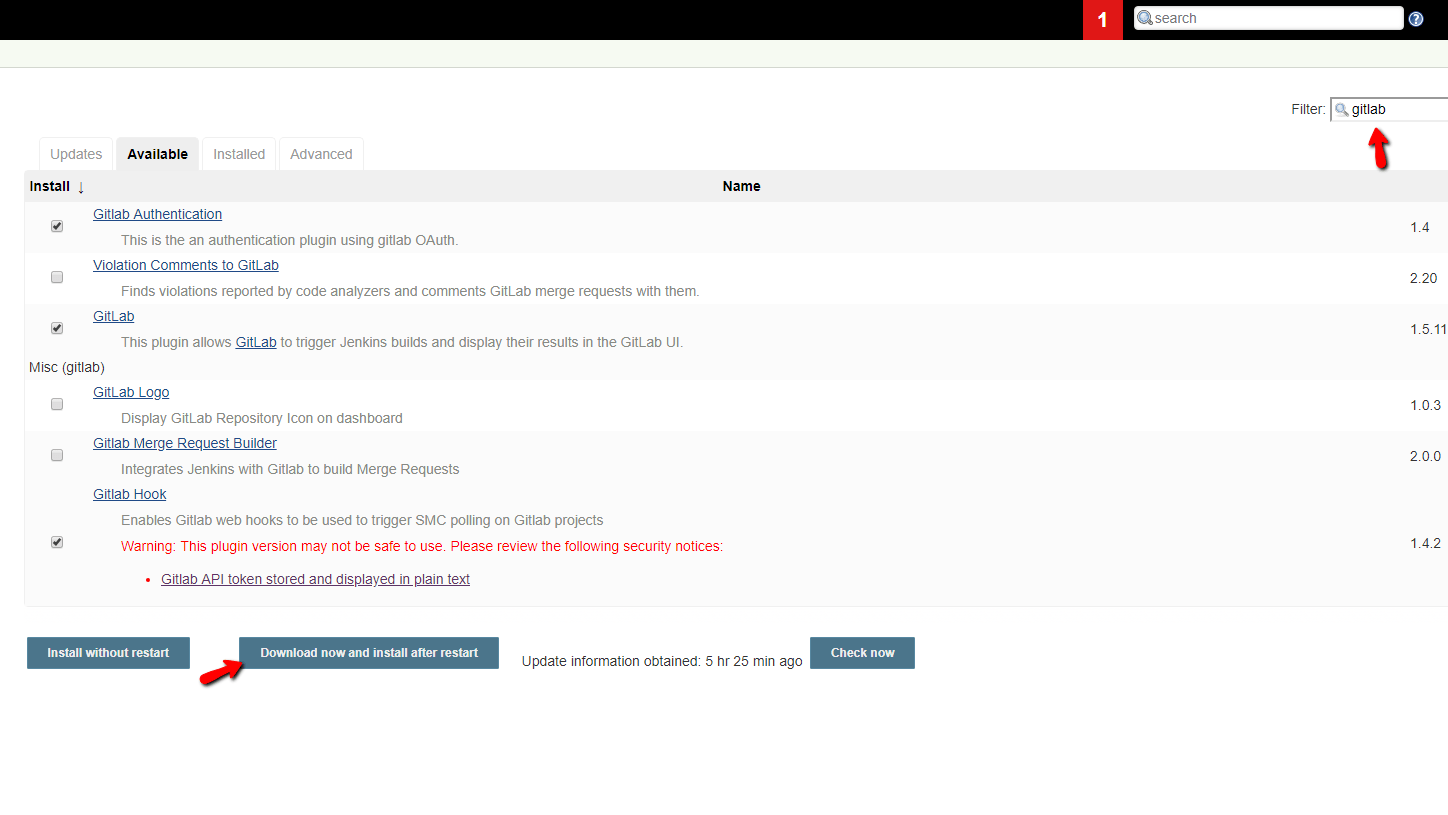 1 search
Filter: gitlab
Updates Available Installed Advanced
Install ↓ Name
Gitlab Authentication
This is the an authentication plugin using gitlab OAuth. 1.4
Violation Comments to GitLab
Finds violations reported by code analyzers and comments GitLab merge requests with them. 2.20
GitLab
This plugin allows GitLab to trigger Jenkins builds and display their results in the GitLab UI. 1.5.11
Misc (gitlab)
GitLab Logo
Display GitLab Repository Icon on dashboard 1.0.3
Gitlab Merge Request Builder
Integrates Jenkins with Gitlab to build Merge Requests 2.0.0
Gitlab Hook
Enables Gitlab web hooks to be used to trigger SMC polling on Gitlab projects
Warning: This plugin version may not be safe to use. Please review the following security notices: 1.4.2
• Gitlab API token stored and displayed in plain text
Install without restart Download now and install after restart Update information obtained: 5 hr 25 min ago Check now